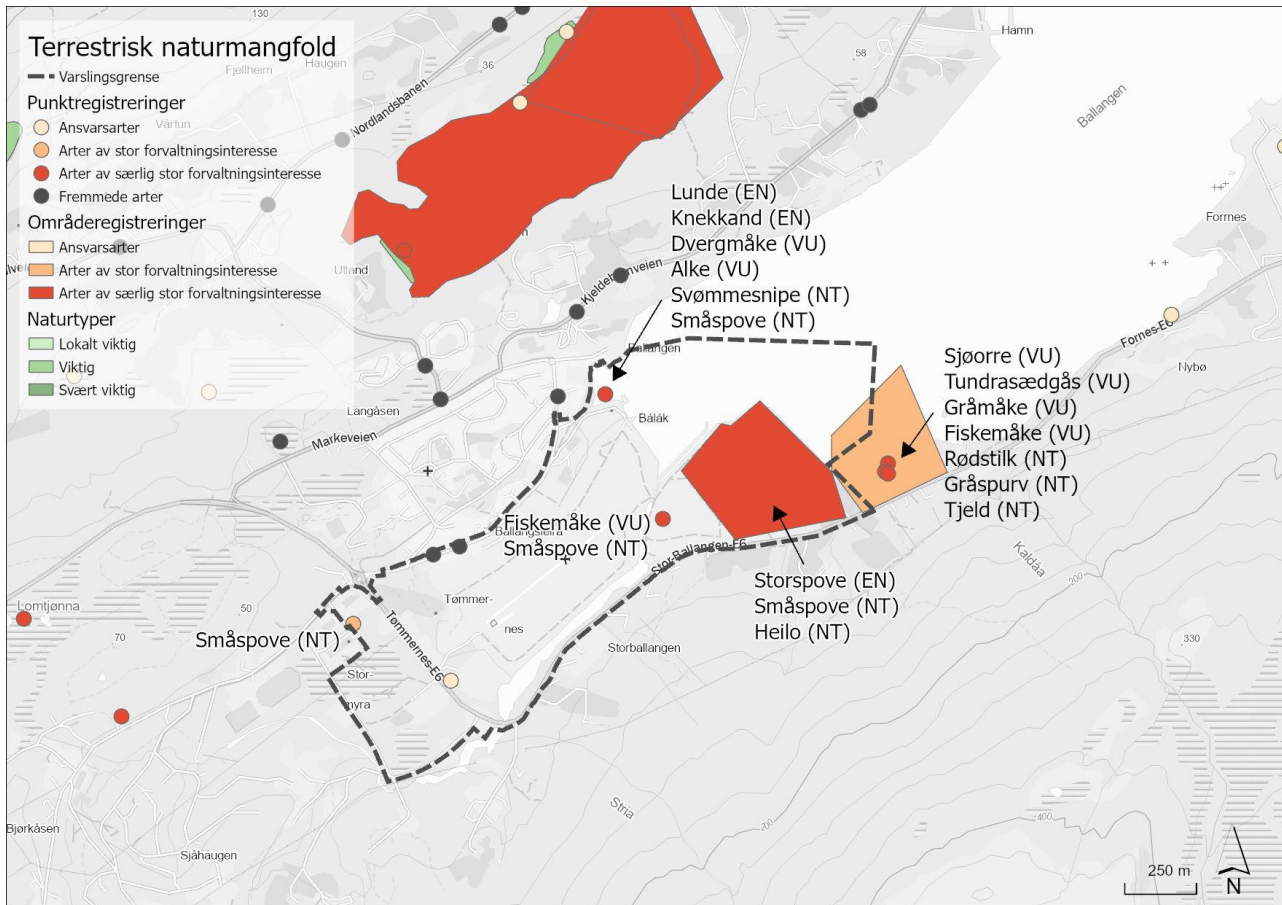 Terrestrisk naturmangfold
Varslingsgrense
Punktregistreringer
Ansvarsarter
Arter av stor forvaltningsinteresse
Arter av særlig stor forvaltningsinteresse
Fremmede arter
Områderegistreringer
Ansvarsarter
Arter av stor forvaltningsinteresse
Arter av særlig stor forvaltningsinteresse
Naturtyper
Lokalt viktig
Viktig
Svært viktig
130
Haugen
Fjellheim
Vårtun
Nordlandsbanen
36
58
Hamn
Ballangen
Fornes
Utland
Kjeldebotnveien
Lunde (EN)
Knekkand (EN)
Dvergmåke (VU)
Alke (VU)
Svømmesnipe (NT)
Småspove (NT)
Ballangen
Bálák
Langåsen
Markeveien
Fornes-E6
Nybø
Sjøorre (VU)
Tundrasædgås (VU)
Gråmåke (VU)
Fiskemåke (VU)
Rødstilk (NT)
Gråspurv (NT)
Tjeld (NT)
Fiskemåke (VU)
Småspove (NT)
Ballangsleira
Stor-Ballangen-E6
Storspove (EN)
Småspove (NT)
Heilo (NT)
Kaldåa
200
330
Lomtjønna
50
70
Småspove (NT)
Tømmer-
nes
Tømmernes-E6
Storballangen
Stor-
myra
Stria
200
400
Bjørkåsen
Sjåhaugen
250 m
N